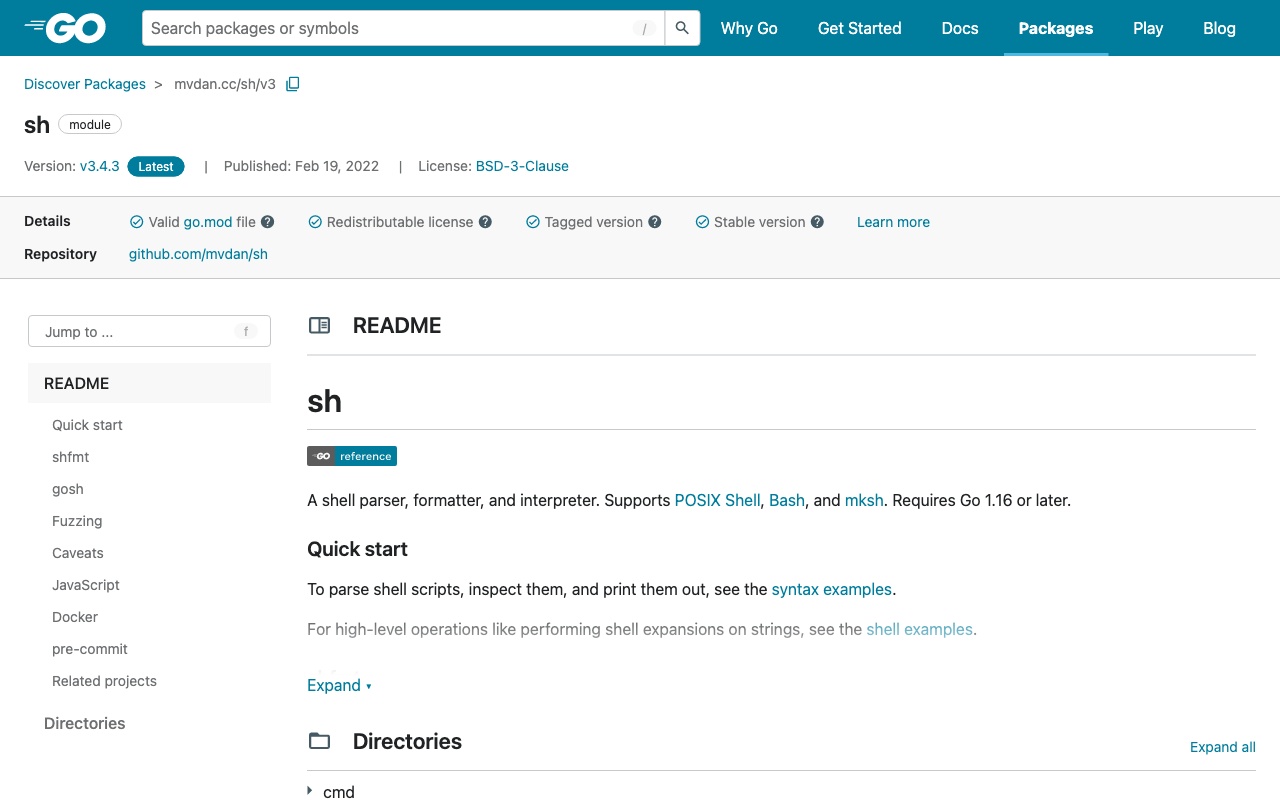 GO
Search packages or symbols /
Why Go
Get Started
Docs
Packages
Play
Blog
Discover Packages > mvdan.cc/sh/v3
sh module
Version: v3.4.3 Latest | Published: Feb 19, 2022 | License: BSD-3-Clause
Details Valid go.mod file ? Redistributable license ? Tagged version ? Stable version ? Learn more
Repository github.com/mvdan/sh
Jump to ... f
README
Quick start
shfmt
gosh
Fuzzing
Caveats
JavaScript
Docker
pre-commit
Related projects
Directories
README
sh
GO reference
A shell parser, formatter, and interpreter. Supports POSIX Shell, Bash, and mksh. Requires Go 1.16 or later.
Quick start
To parse shell scripts, inspect them, and print them out, see the syntax examples.
For high-level operations like performing shell expansions on strings, see the shell examples.
Expand ▾
Directories
Expand all
cmd